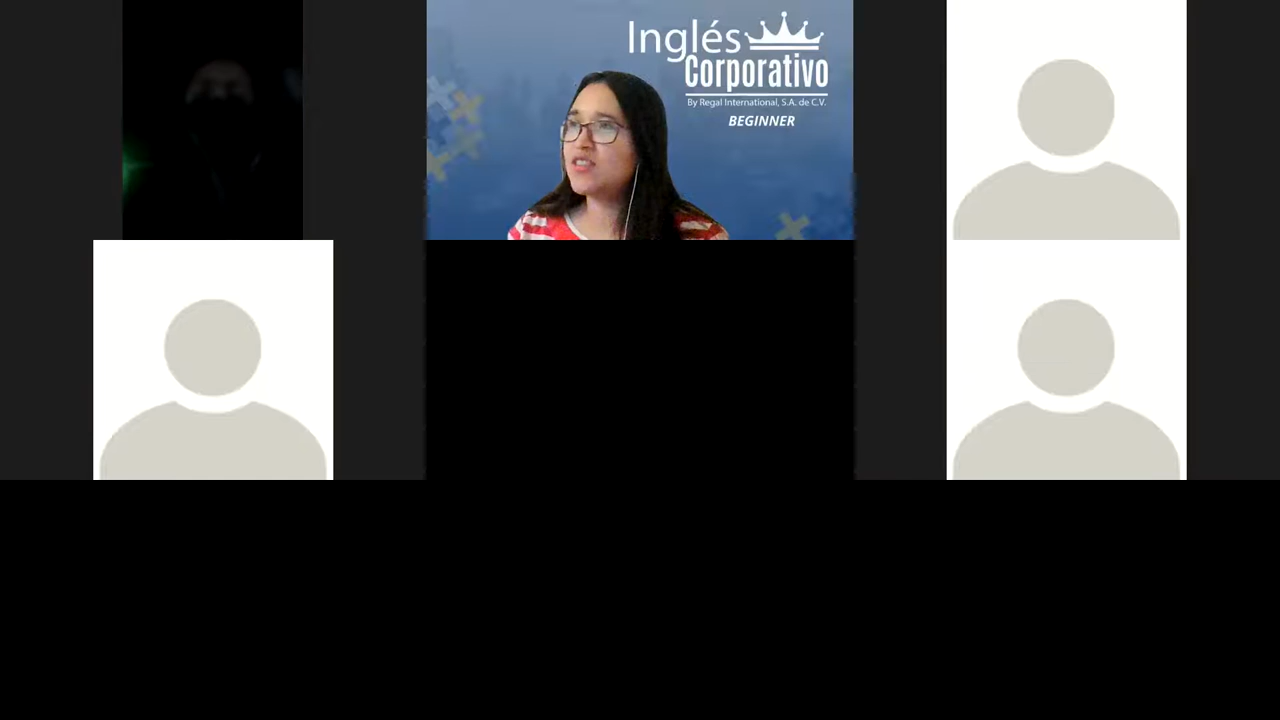 Inglés
Corporativo
By Regal International, S.A. de C.V.
BEGINNER